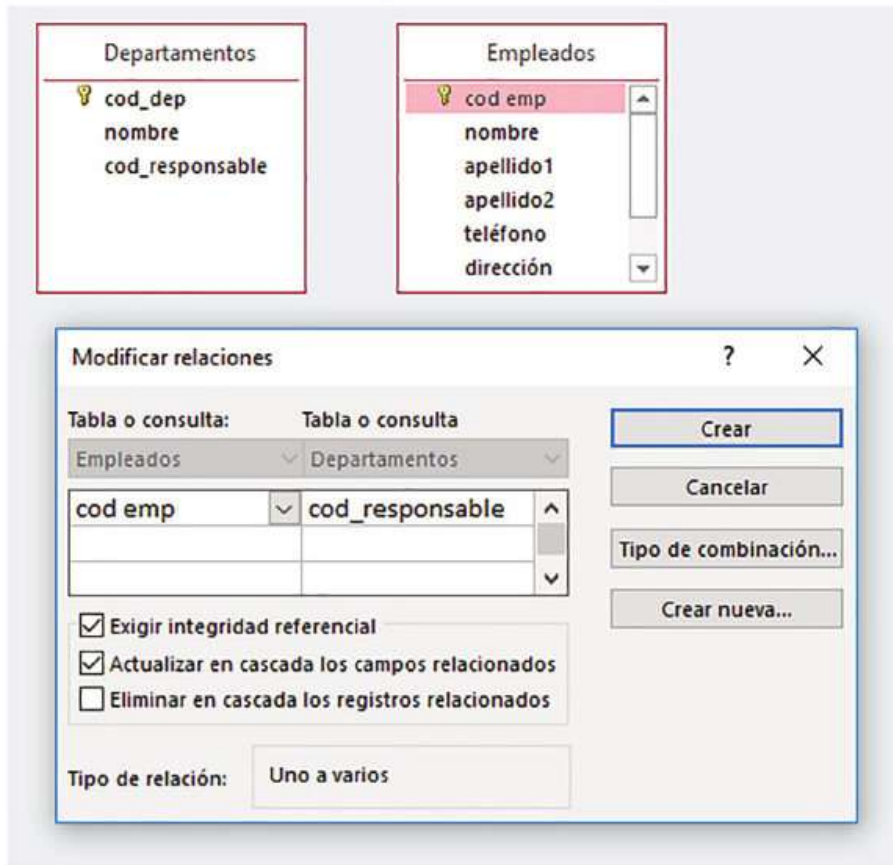 Departamentos
cod_dep
nombre
cod_responsable
Empleados
cod emp
nombre
apellido1
apellido2
teléfono
dirección
Modificar relaciones
?
Tabla o consulta: Tabla o consulta
Empleados Departamentos
cod emp cod_responsable
Exigir integridad referencial
Actualizar en cascada los campos relacionados
Eliminar en cascada los registros relacionados
Tipo de relación: Uno a varios
Crear
Cancelar
Tipo de combinación...
Crear nueva...